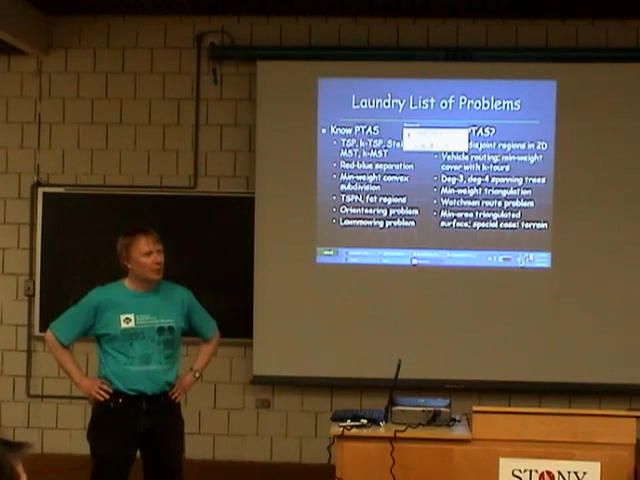 Laundry List of Problems
Know PTAS
TSP, k-TSP,
MST, k-MST
Red-blue separation
Min-weight convex
subdivision
TSPN, fat regions
Orienteering problem
Lawnmowing problem
PTAS?
disjoint regions in 2D
Vehicle routing; min-weight
cover with k-tours
Deg-3, deg-4 spanning trees
Min-weight triangulation
Watchman route problem
Min-area triangulated
surface; special case: terrain
STONY